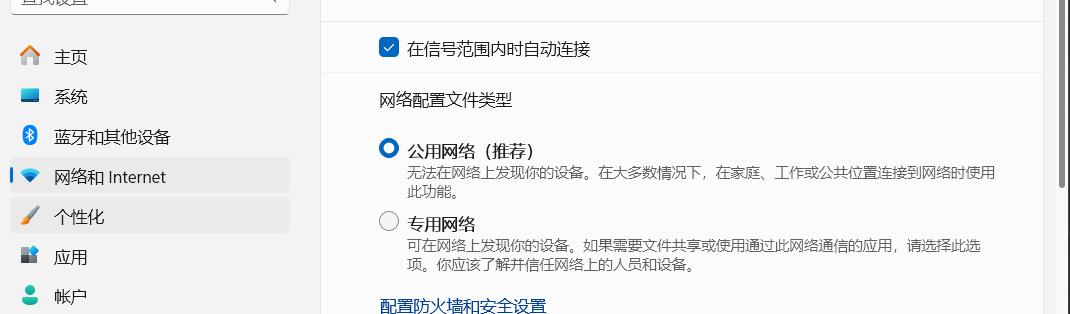 主页
系统
蓝牙和其他设备
网络和 Internet
个性化
应用
帐户
在信号范围内时自动连接
网络配置文件类型
公用网络（推荐）
无法在网络上发现你的设备。在大多数情况下，在家庭、工作或公共位置连接到网络时使用
此功能。
专用网络
可在网络上发现你的设备。如果需要文件共享或使用通过此网络通信的应用，请选择此选
项。你应该了解并信任网络上的人员和设备。
配置防火墙和安全设置